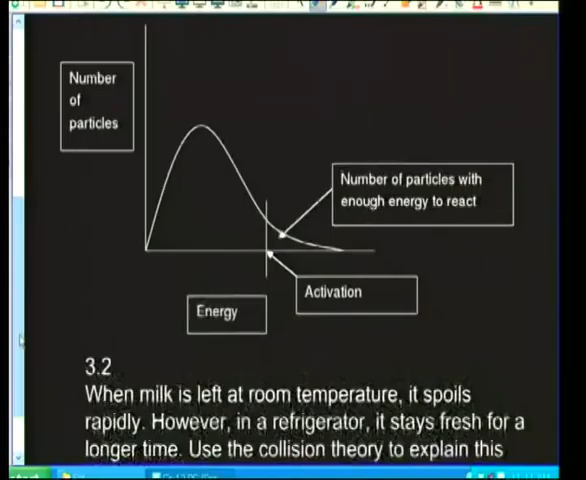 Number
of
particles
Number of particles with
enough energy to react
Activation
Energy
3.2
When milk is left at room temperature, it spoils
rapidly. However, in a refrigerator, it stays fresh for a
longer time. Use the collision theory to explain this